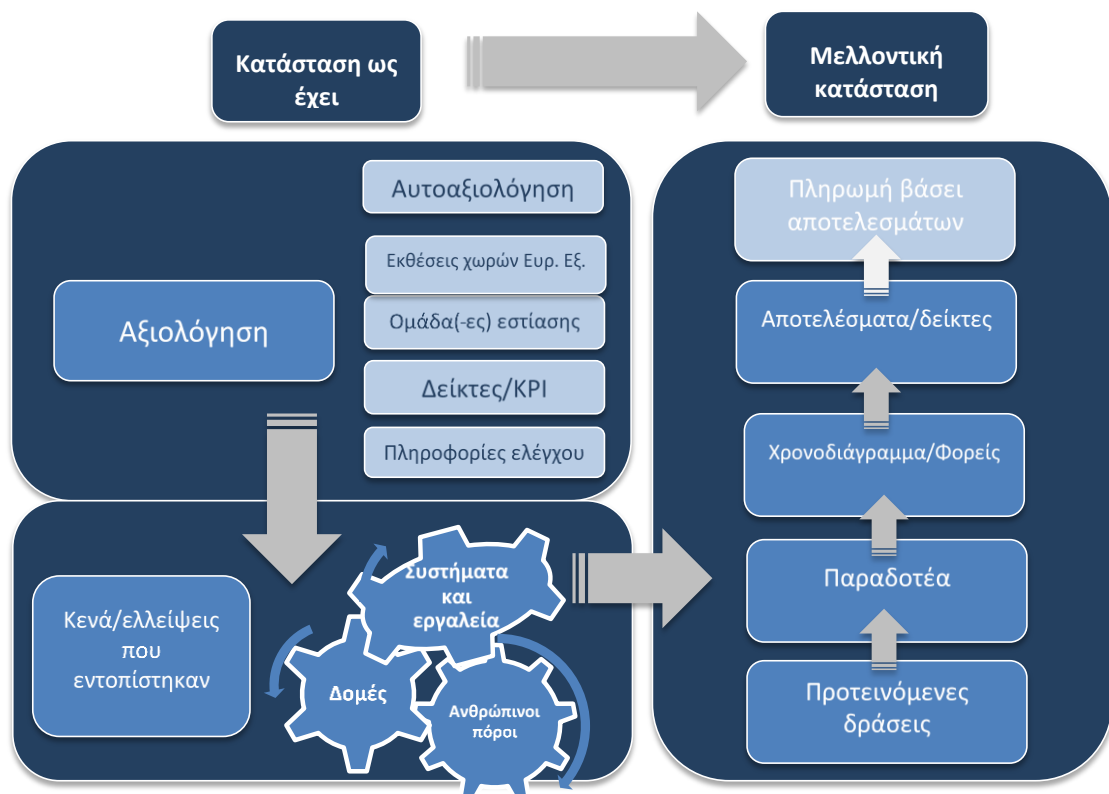 Κατάσταση ως
έχει
Μελλοντική
κατάσταση
Αυτοαξιολόγηση
Εκθέσεις χωρών Ευρ. Εξ.
Αξιολόγηση
Ομάδα(-ες) εστίασης
Δείκτες/KPI
Πληροφορίες ελέγχου
Κενά/ελλείψεις
που
εντοπίστηκαν
Συστήματα
και
εργαλεία
Δομές
Ανθρώπινοι
πόροι
Πληρωμή βάσει
αποτελεσμάτων
Αποτελέσματα/δείκτες
Χρονοδιάγραμμα/Φορείς
Παραδοτέα
Προτεινόμενες
δράσεις